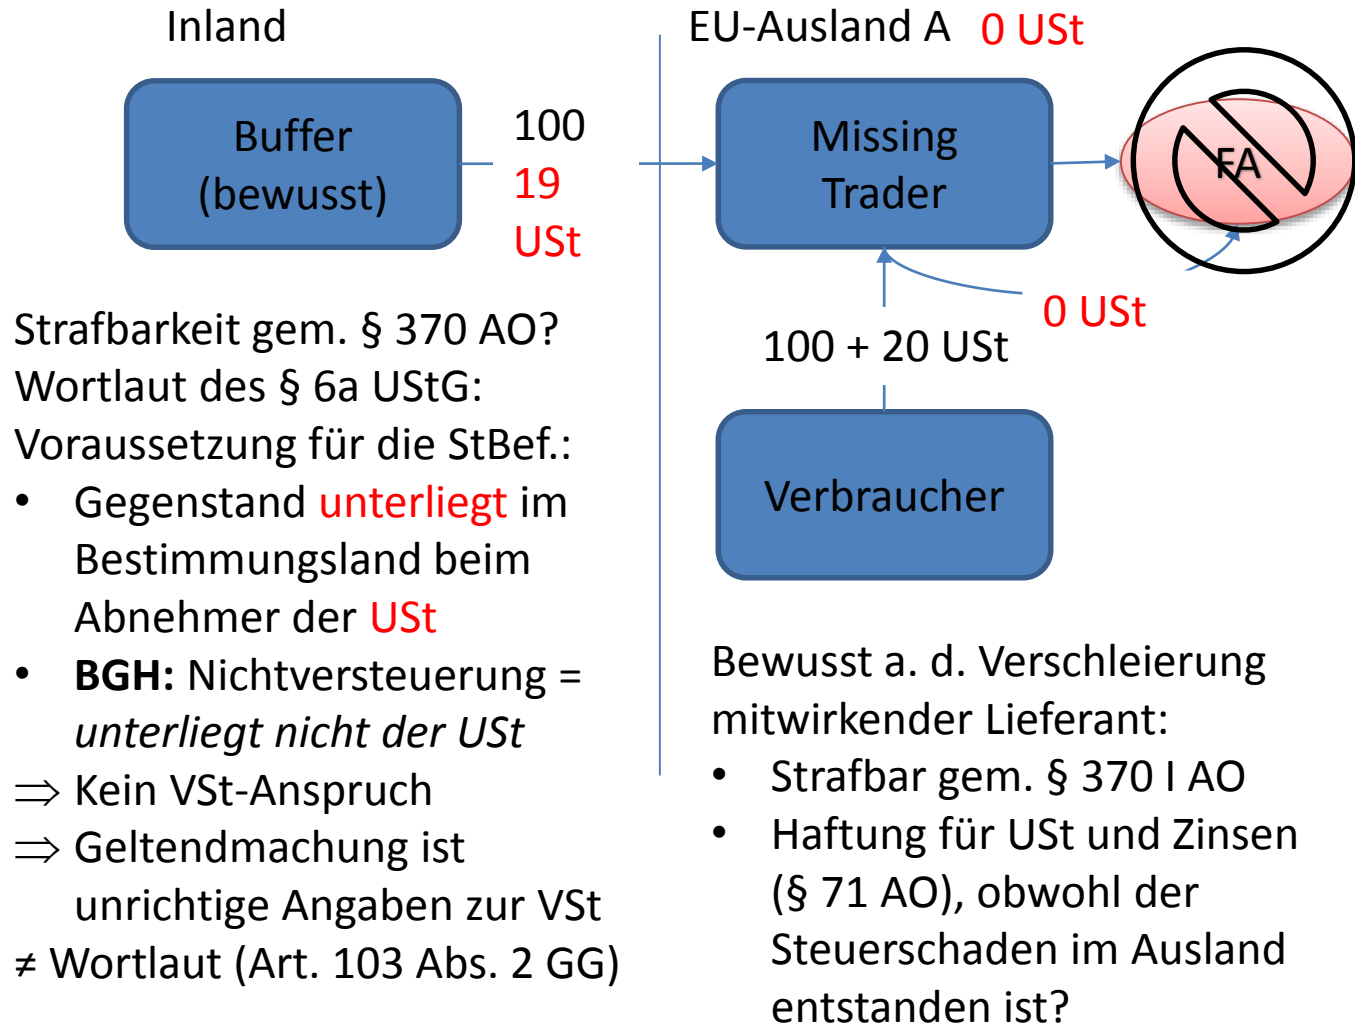 Inland
EU-Ausland A
0 USt
Buffer
(bewusst)
100
19
USt
Missing
Trader
FA
0 USt
100 + 20 USt
Verbraucher
Strafbarkeit gem. § 370 AO?
Wortlaut des § 6a UStG:
Voraussetzung für die StBef.:
• Gegenstand unterliegt im
Bestimmungsland beim
Abnehmer der USt
• BGH: Nichtversteuerung =
unterliegt nicht der USt
⇒ Kein VSt-Anspruch
⇒ Geltendmachung ist
unrichtige Angaben zur VSt
≠ Wortlaut (Art. 103 Abs. 2 GG)
Bewusst a. d. Verschleierung
mitwirkender Lieferant:
• Strafbar gem. § 370 I AO
• Haftung für USt und Zinsen
(§ 71 AO), obwohl der
Steuerschaden im Ausland
entstanden ist?